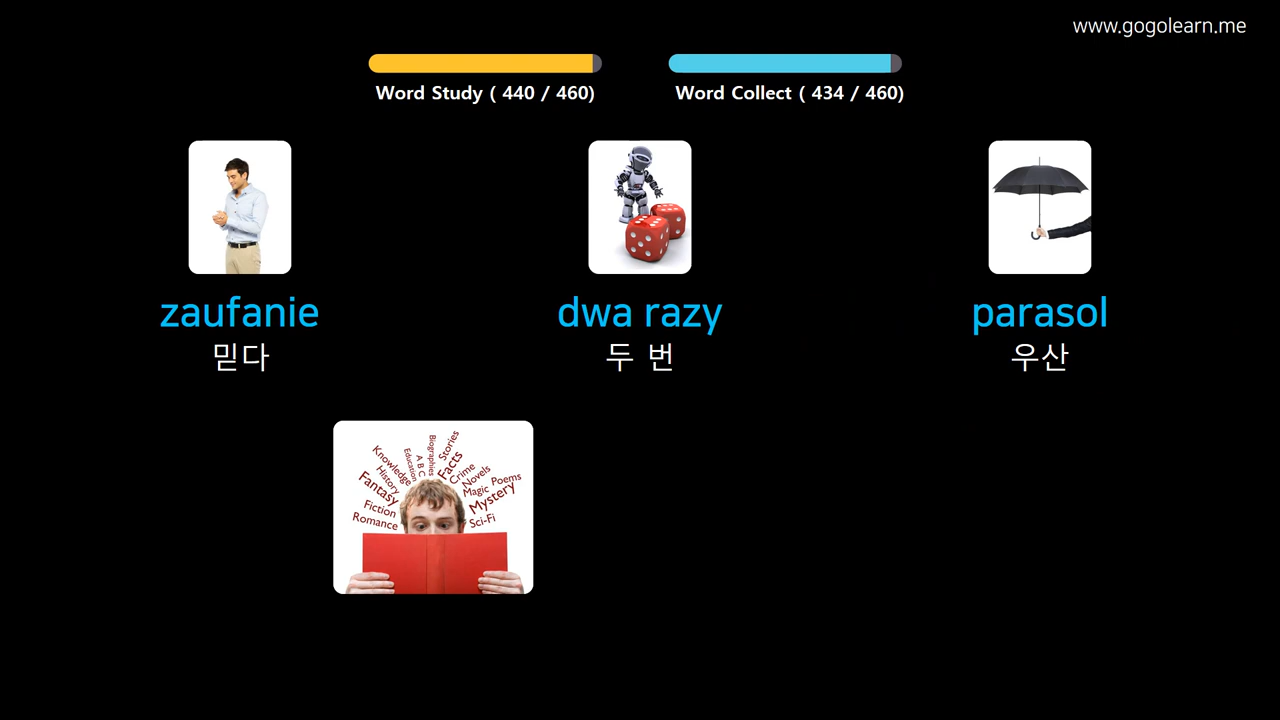 www.gogolearn.me
Word Study ( 440 / 460)
Word Collect ( 434 / 460)
zaufanie
믿다
dwa razy
두 번
parasol
우산
Stories
Biographies
Facts
A B C
Education
Knowledge
Crime
History
Novels
Fantasy
Magic
Poems
Mystery
Fiction
Romance
Sci-Fi